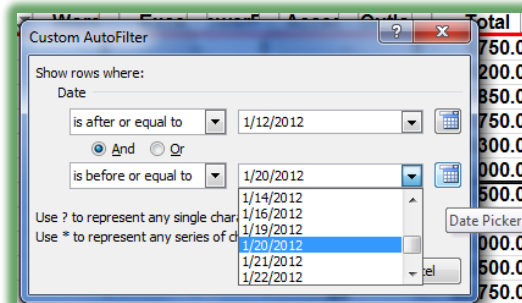 Total
Custom AutoFilter
Show rows where:
Date
is after or equal to 1/12/2012
And Or
is before or equal to 1/20/2012
1/14/2012
1/16/2012
1/19/2012
1/20/2012
1/21/2012
1/22/2012
Use ? to represent any single
Use * to represent any series of
Date Picker
750.0
200.0
850.0
750.0
300.0
000.0
500.0
000.0
500.0
750.0